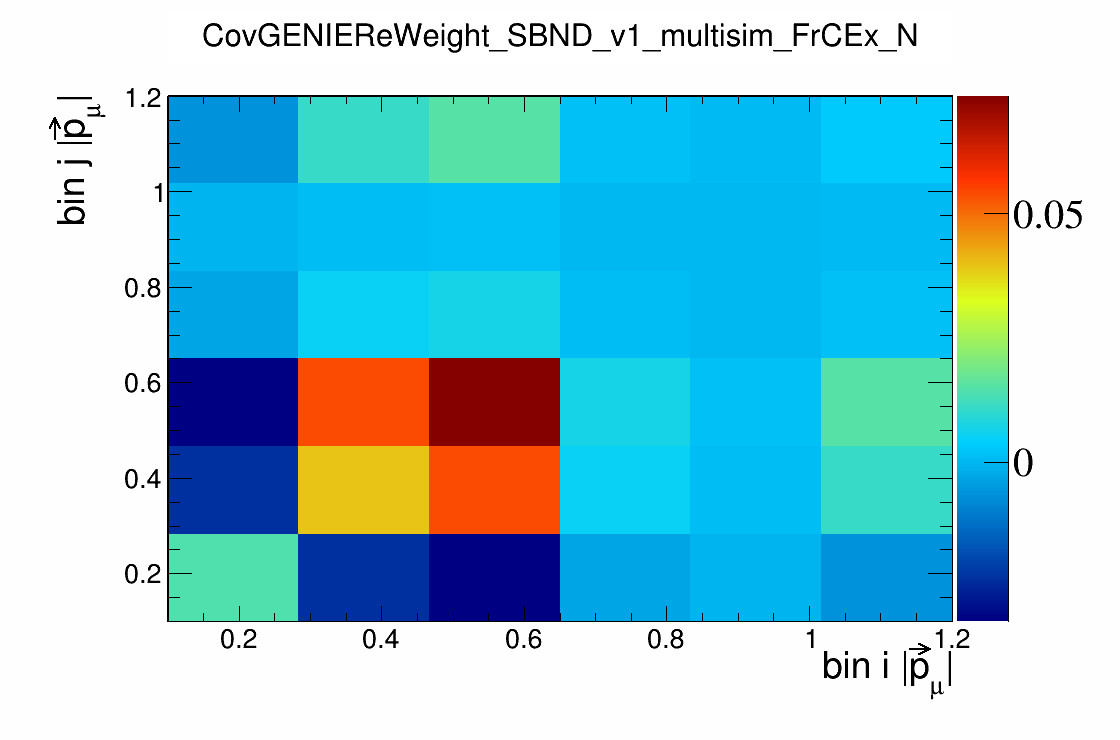 CovGENIEReWeight_SBND_v1_multisim_FrCEx_N
bin j |p⃗μ|
1.2
1
0.8
0.6
0.4
0.2
0.05
0
0.2 0.4 0.6 0.8 1 1.2
bin i |p⃗μ|